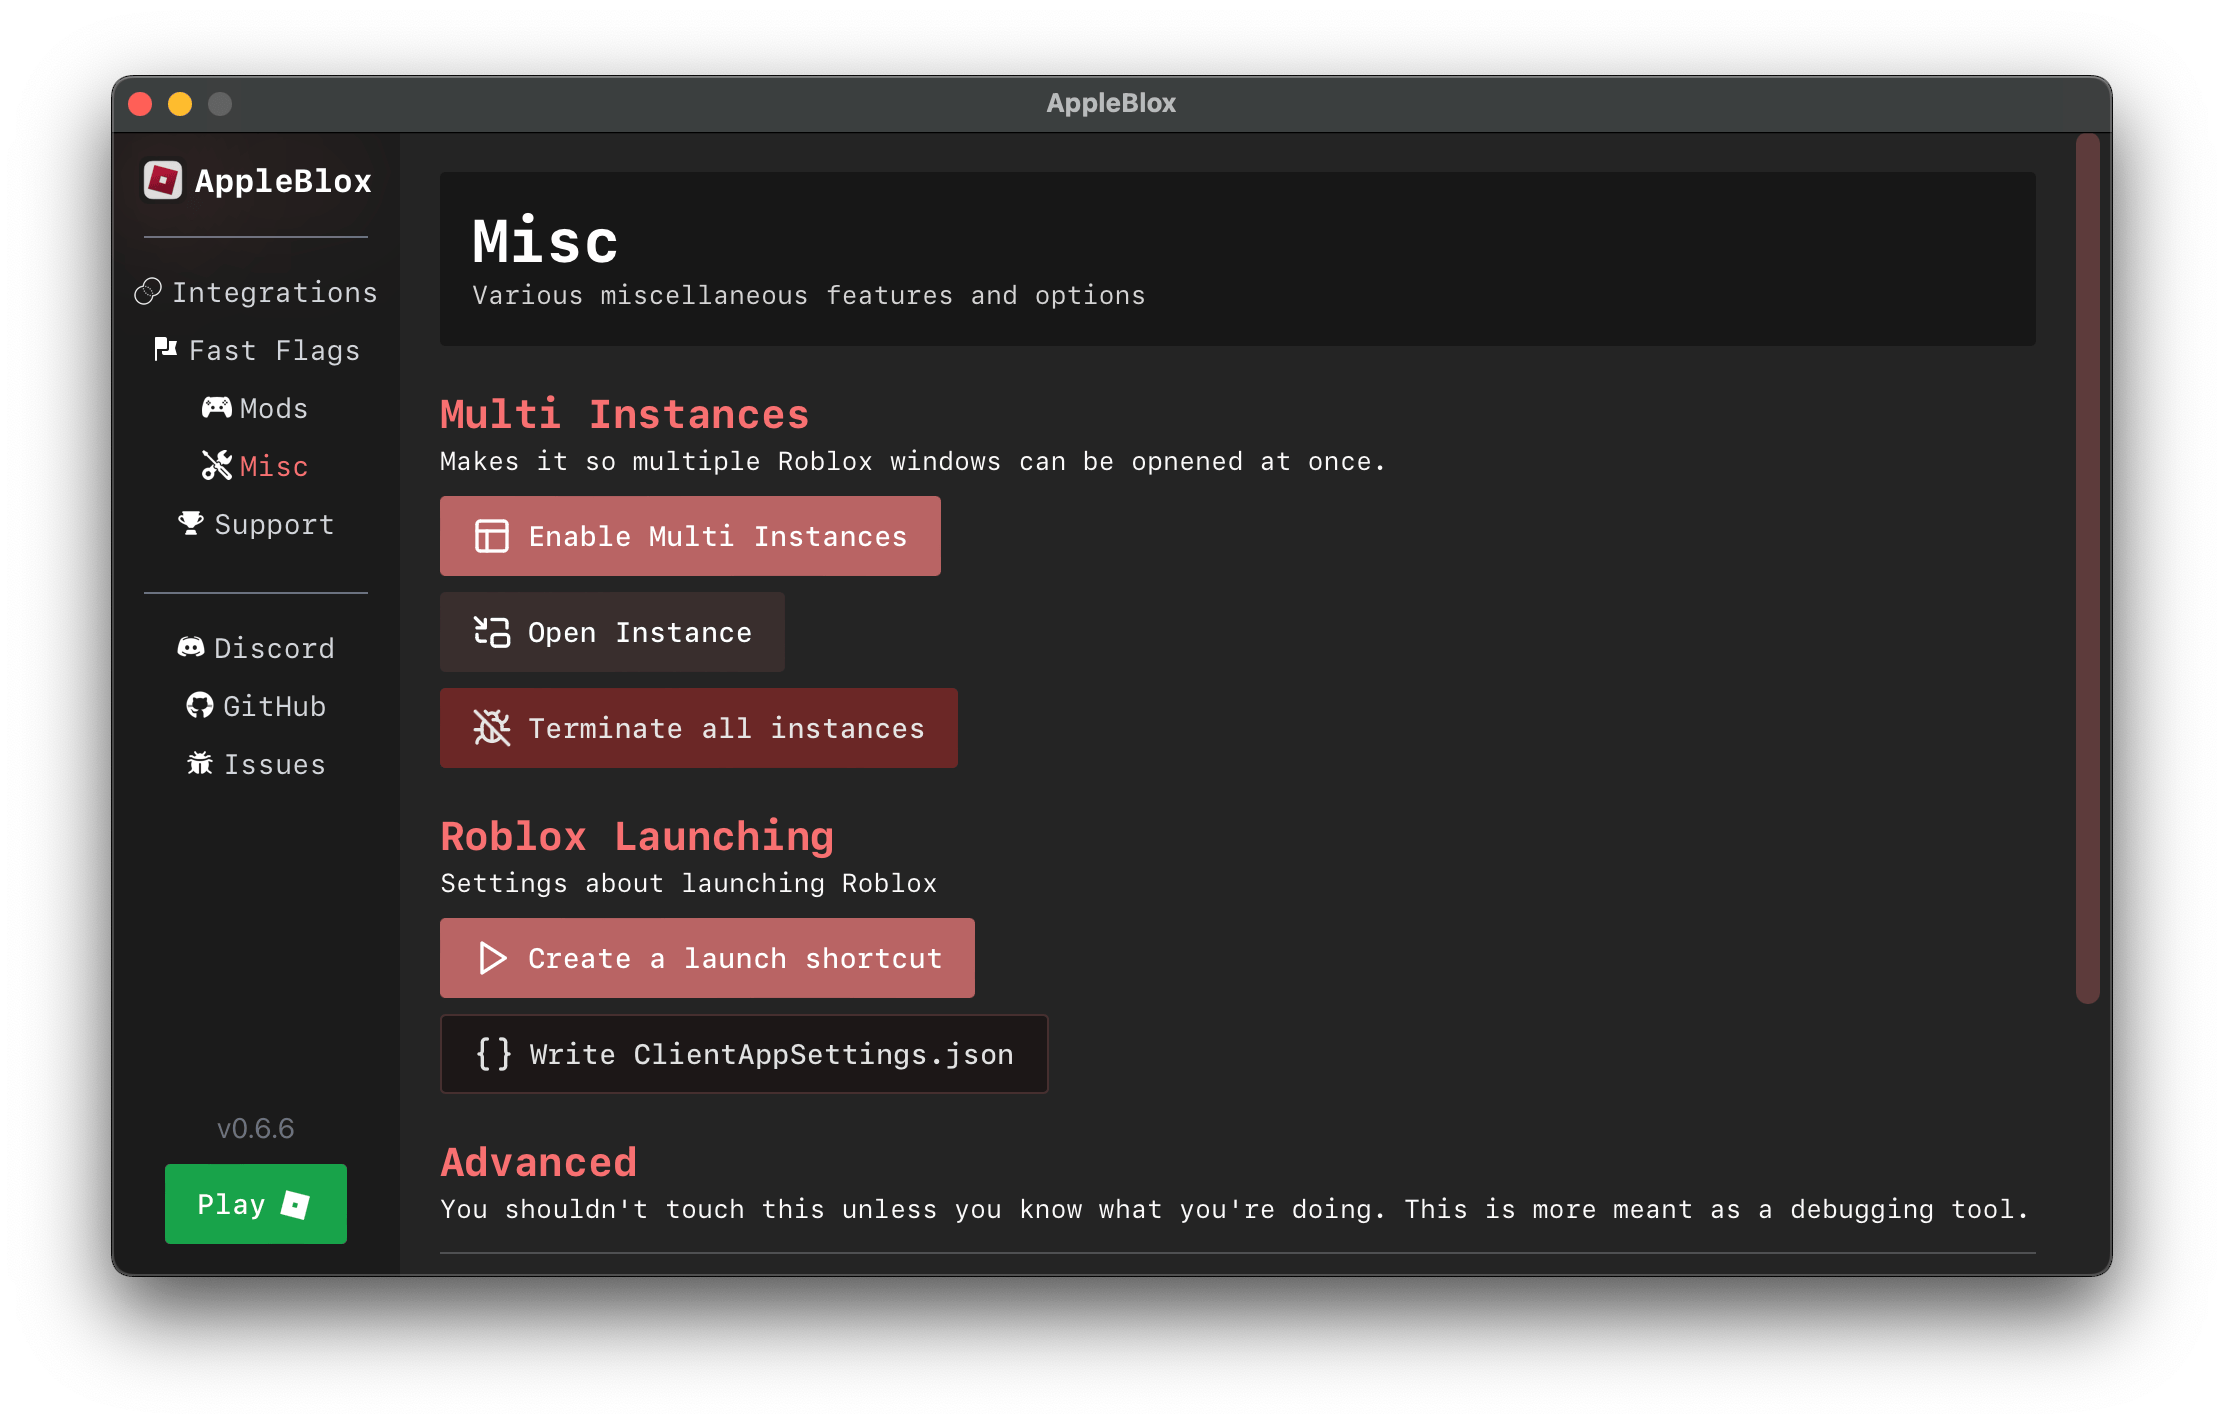 AppleBlox
AppleBlox
Integrations
Fast Flags
Mods
Misc
Support
Discord
GitHub
Issues
v0.6.6
Play
Misc
Various miscellaneous features and options
Multi Instances
Makes it so multiple Roblox windows can be opnened at once.
Enable Multi Instances
Open Instance
Terminate all instances
Roblox Launching
Settings about launching Roblox
Create a launch shortcut
{} Write ClientAppSettings.json
Advanced
You shouldn't touch this unless you know what you're doing. This is more meant as a debugging tool.